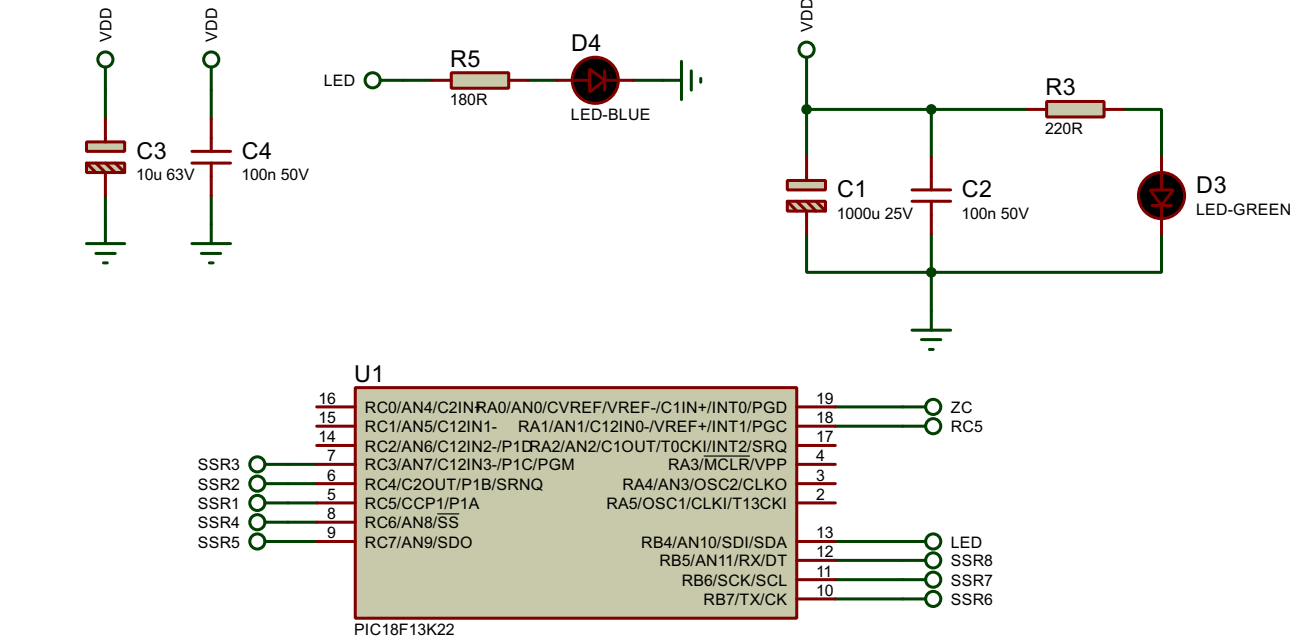 VDD
VDD
VDD
C3
10u 63V
C4
100n 50V
LED
R5
180R
D4
LED-BLUE
R3
220R
C1
1000u 25V
C2
100n 50V
D3
LED-GREEN
U1
16 RC0/AN4/C2IN+ RA0/AN0/CVREF/VREF-/C1IN+/INT0/PGD 19 ZC
15 RC1/AN5/C12IN1- RA1/AN1/C12IN0-/VREF+/INT1/PGC 18 RC5
14 RC2/AN6/C12IN2-/P1D RA2/AN2/C1OUT/T0CKI/INT2/SRQ 17
SSR3 7 RC3/AN7/C12IN3-/P1C/PGM RA3/MCLR/VPP 4
SSR2 6 RC4/C2OUT/P1B/SRNQ RA4/AN3/OSC2/CLKO 3
SSR1 5 RC5/CCP1/P1A RA5/OSC1/CLKI/T13CKI 2
SSR4 8 RC6/AN8/SS
SSR5 9 RC7/AN9/SDO RB4/AN10/SDI/SDA 13 LED
RB5/AN11/RX/DT 12 SSR8
RB6/SCK/SCL 11 SSR7
RB7/TX/CK 10 SSR6
PIC18F13K22